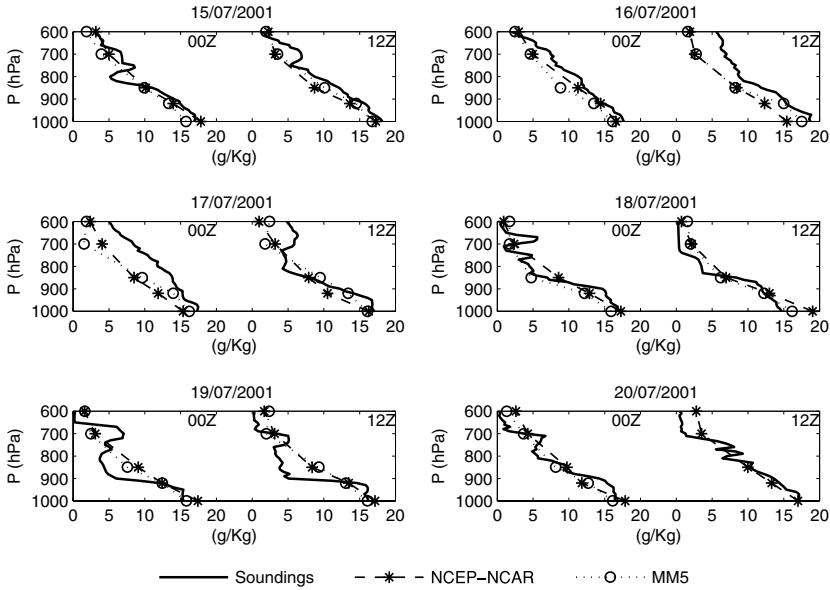 15/07/2001
16/07/2001
600 00Z 12Z
700
800
900
1000
P (hPa)
0 5 10 15 20 0 5 10 15 20
(g/Kg) (g/Kg)
600 00Z 12Z
700
800
900
1000
P (hPa)
0 5 10 15 20 0 5 10 15 20
(g/Kg) (g/Kg)
17/07/2001
18/07/2001
600 00Z 12Z
700
800
900
1000
P (hPa)
0 5 10 15 20 0 5 10 15 20
(g/Kg) (g/Kg)
600 00Z 12Z
700
800
900
1000
P (hPa)
0 5 10 15 20 0 5 10 15 20
(g/Kg) (g/Kg)
19/07/2001
20/07/2001
600 00Z 12Z
700
800
900
1000
P (hPa)
0 5 10 15 20 0 5 10 15 20
(g/Kg) (g/Kg)
600 00Z 12Z
700
800
900
1000
P (hPa)
0 5 10 15 20 0 5 10 15 20
(g/Kg) (g/Kg)
Soundings NCEP−NCAR MM5